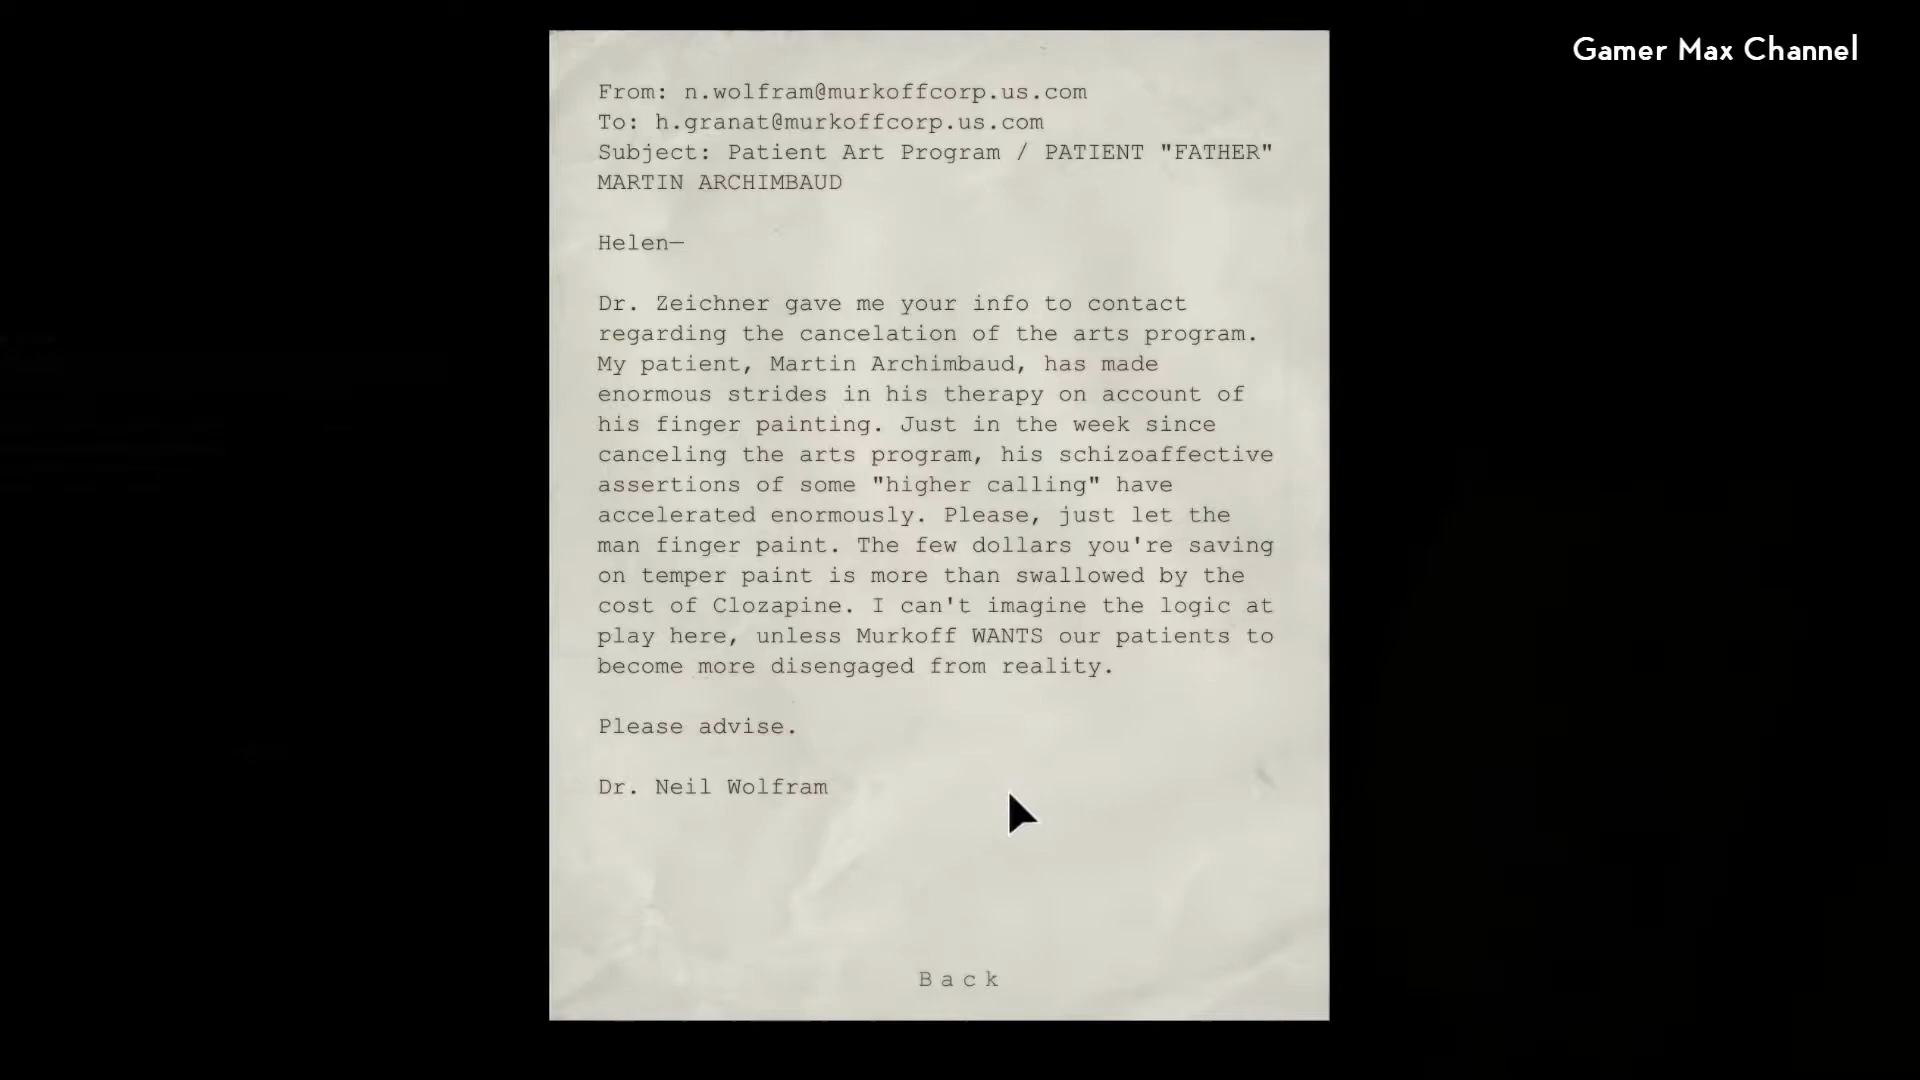 Gamer Max Channel
From: n.wolfram@murkoffcorp.us.com
To: h.granat@murkoffcorp.us.com
Subject: Patient Art Program / PATIENT "FATHER"
MARTIN ARCHIMBAUD
Helen—
Dr. Zeichner gave me your info to contact
regarding the cancelation of the arts program.
My patient, Martin Archimbaud, has made
enormous strides in his therapy on account of
his finger painting. Just in the week since
canceling the arts program, his schizoaffective
assertions of some "higher calling" have
accelerated enormously. Please, just let the
man finger paint. The few dollars you're saving
on temper paint is more than swallowed by the
cost of Clozapine. I can't imagine the logic at
play here, unless Murkoff WANTS our patients to
become more disengaged from reality.
Please advise.
Dr. Neil Wolfram
Back